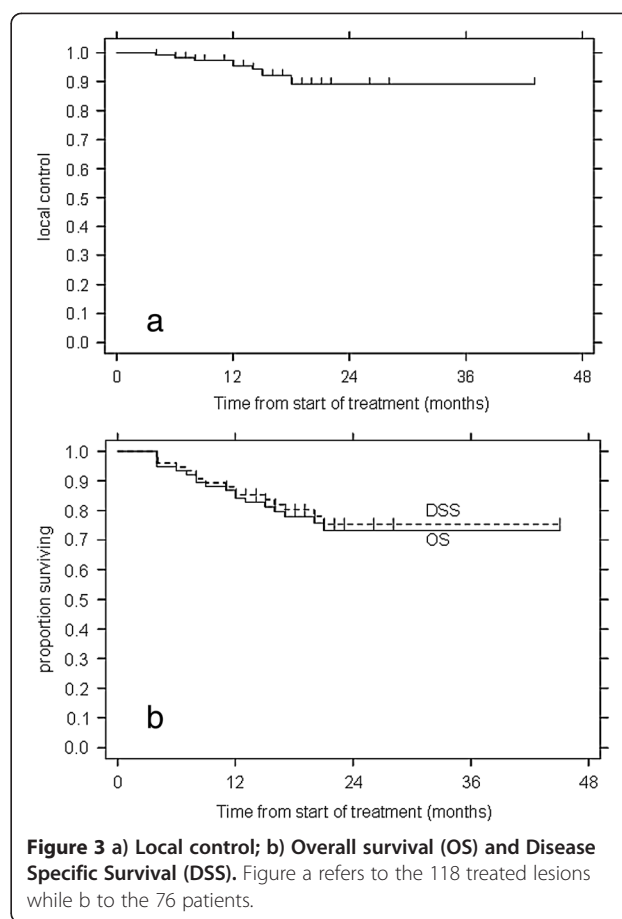 1.0
0.9
0.8
0.7
0.6
0.5
0.4
0.3
0.2
0.1
0.0
local control
a
0 12 24 36 48
Time from start of treatment (months)
1.0
0.9
0.8
0.7
0.6
0.5
0.4
0.3
0.2
0.1
0.0
proportion surviving
DSS
OS
b
0 12 24 36 48
Time from start of treatment (months)
Figure 3 a) Local control; b) Overall survival (OS) and Disease
Specific Survival (DSS). Figure a refers to the 118 treated lesions
while b to the 76 patients.